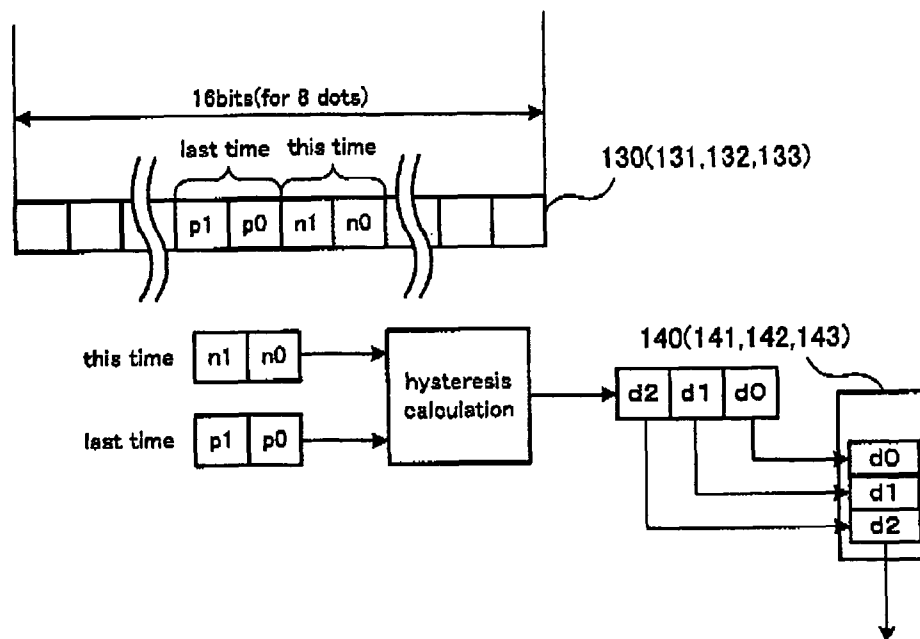 16bits(for 8 dots)
last time this time
130(131,132,133)
p1 p0 n1 n0
this time n1 n0
hysteresis
calculation
last time p1 p0
140(141,142,143)
d2 d1 d0
d0
d1
d2